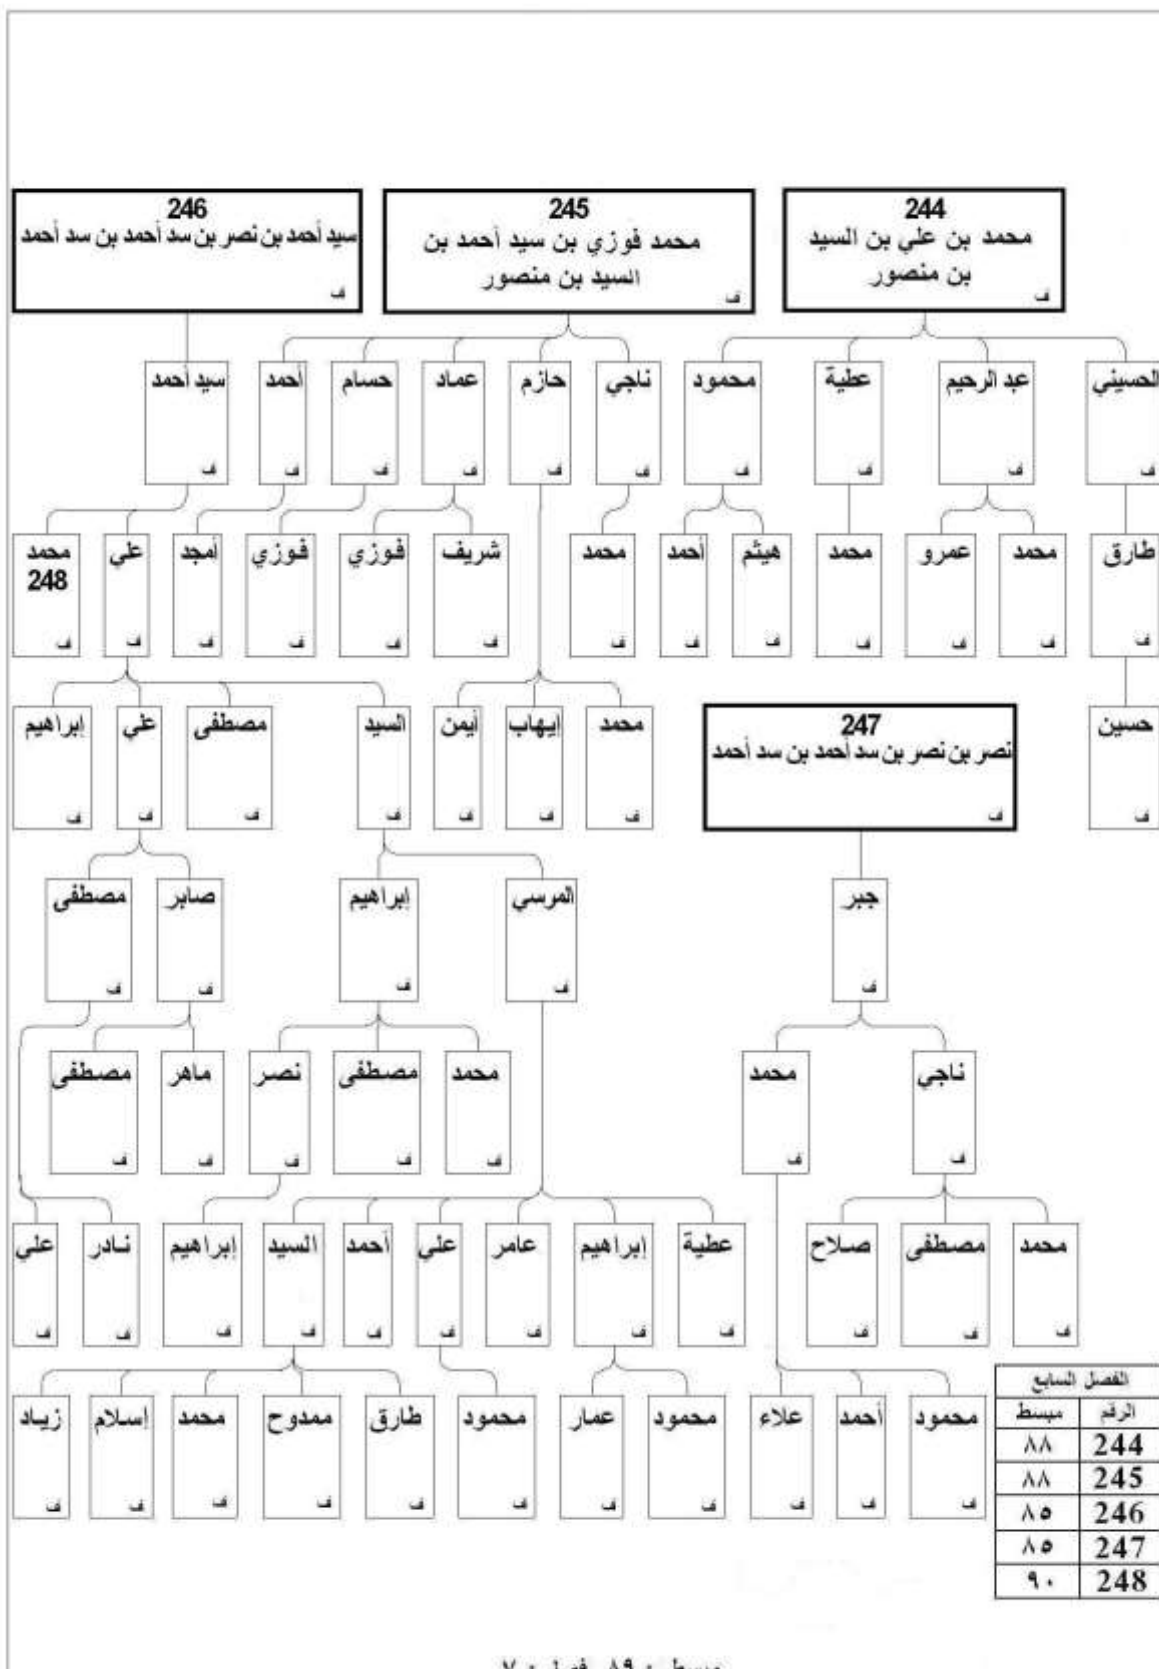 244
محمد بن علي بن السيد
بن منصور
ف
245
محمد فوزي بن سيد أحمد بن
السيد بن منصور
ف
246
سيد أحمد بن نصر بن سد أحمد بن سد أحمد
ف
الحسيني عبد الرحيم عطية محمود ناجي حازم عماد حسام أحمد سيد أحمد
ف ف ف ف ف ف ف ف ف ف
طارق محمد عمرو محمد هيثم أحمد محمد شريف فوزي فوزي أمجد علي محمد
248
ف ف ف ف ف ف ف ف ف ف ف ف ف
حسين
ف
247
نصر بن نصر بن سد أحمد بن سد أحمد
ف
محمد إيهاب أيمن السيد مصطفى علي إبراهيم
ف ف ف ف ف ف ف
جبر المرسي إبراهيم صابر مصطفى
ف ف ف ف ف
ناجي محمد محمد مصطفى نصر ماهر مصطفى
ف ف ف ف ف ف ف
محمد مصطفى صلاح عطية إبراهيم عامر علي أحمد السيد إبراهيم نادر علي
ف ف ف ف ف ف ف ف ف ف ف ف
محمود أحمد علاء محمود عمار محمود طارق ممدوح محمد إسلام زياد
ف ف ف ف ف ف ف ف ف ف ف
الفصل السابع
الرقم مبسط
244 ٨٨
245 ٨٨
246 ٨٥
247 ٨٥
248 ٩٠